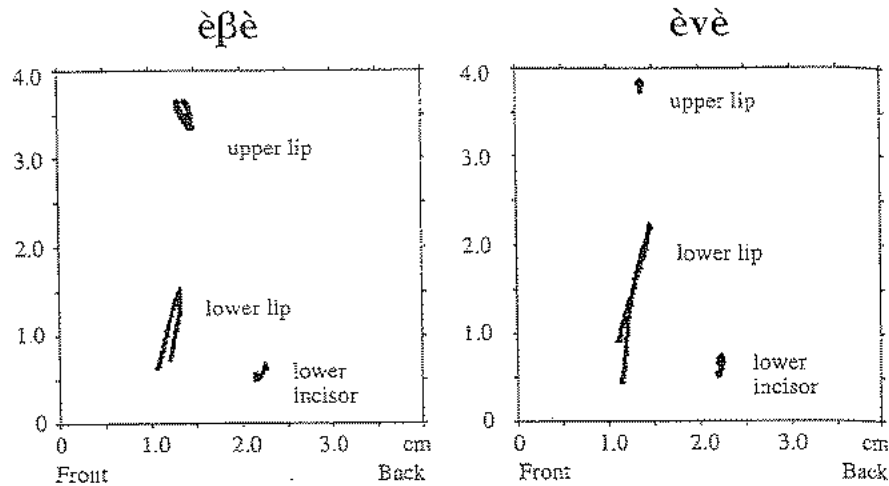 èβè
4.0
upper lip
3.0
2.0
lower lip
1.0
lower
incisor
0
0 1.0 2.0 3.0 cm
Front Back
èvè
4.0
upper lip
3.0
2.0
lower lip
1.0
lower
incisor
0
0 1.0 2.0 3.0 cm
Front Back